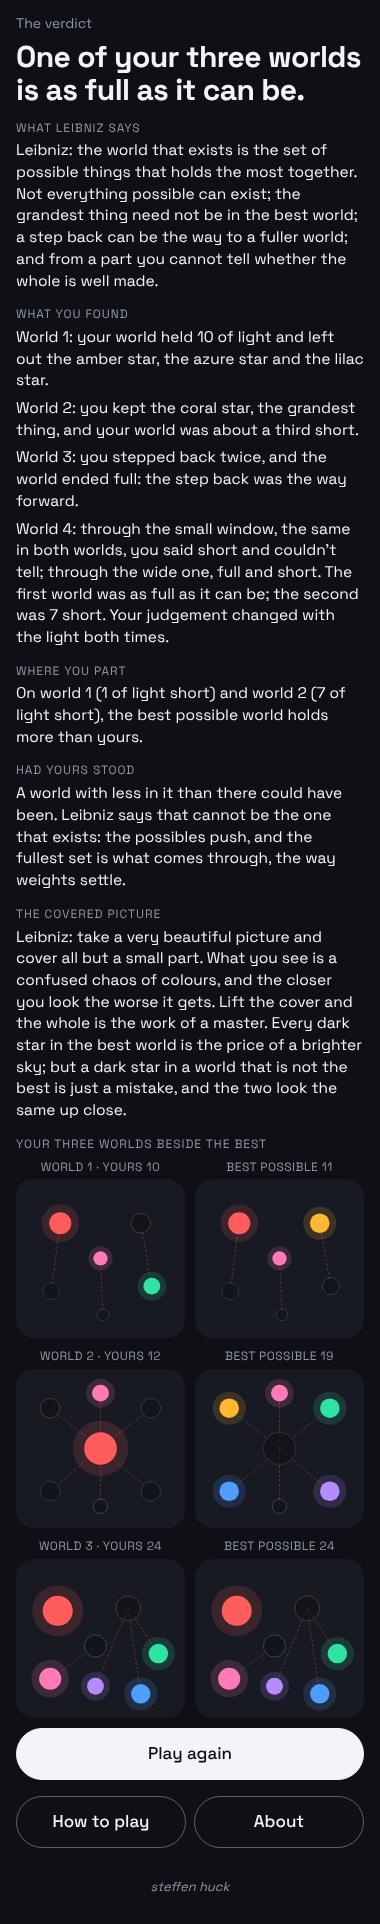 The verdict
One of your three worlds
is as full as it can be.
WHAT LEIBNIZ SAYS
Leibniz: the world that exists is the set of
possible things that holds the most together.
Not everything possible can exist; the
grandest thing need not be in the best world;
a step back can be the way to a fuller world;
and from a part you cannot tell whether the
whole is well made.
WHAT YOU FOUND
World 1: your world held 10 of light and left
out the amber star, the azure star and the lilac
star.
World 2: you kept the coral star, the grandest
thing, and your world was about a third short.
World 3: you stepped back twice, and the
world ended full: the step back was the way
forward.
World 4: through the small window, the same
in both worlds, you said short and couldn't
tell; through the wide one, full and short. The
first world was as full as it can be; the second
was 7 short. Your judgement changed with
the light both times.
WHERE YOU PART
On world 1 (1 of light short) and world 2 (7 of
light short), the best possible world holds
more than yours.
HAD YOURS STOOD
A world with less in it than there could have
been. Leibniz says that cannot be the one
that exists: the possibles push, and the
fullest set is what comes through, the way
weights settle.
THE COVERED PICTURE
Leibniz: take a very beautiful picture and
cover all but a small part. What you see is a
confused chaos of colours, and the closer
you look the worse it gets. Lift the cover and
the whole is the work of a master. Every dark
star in the best world is the price of a brighter
sky; but a dark star in a world that is not the
best is just a mistake, and the two look the
same up close.
YOUR THREE WORLDS BESIDE THE BEST
WORLD 1 · YOURS 10
BEST POSSIBLE 11
WORLD 2 · YOURS 12
BEST POSSIBLE 19
WORLD 3 · YOURS 24
BEST POSSIBLE 24
Play again
How to play
About
steffen huck